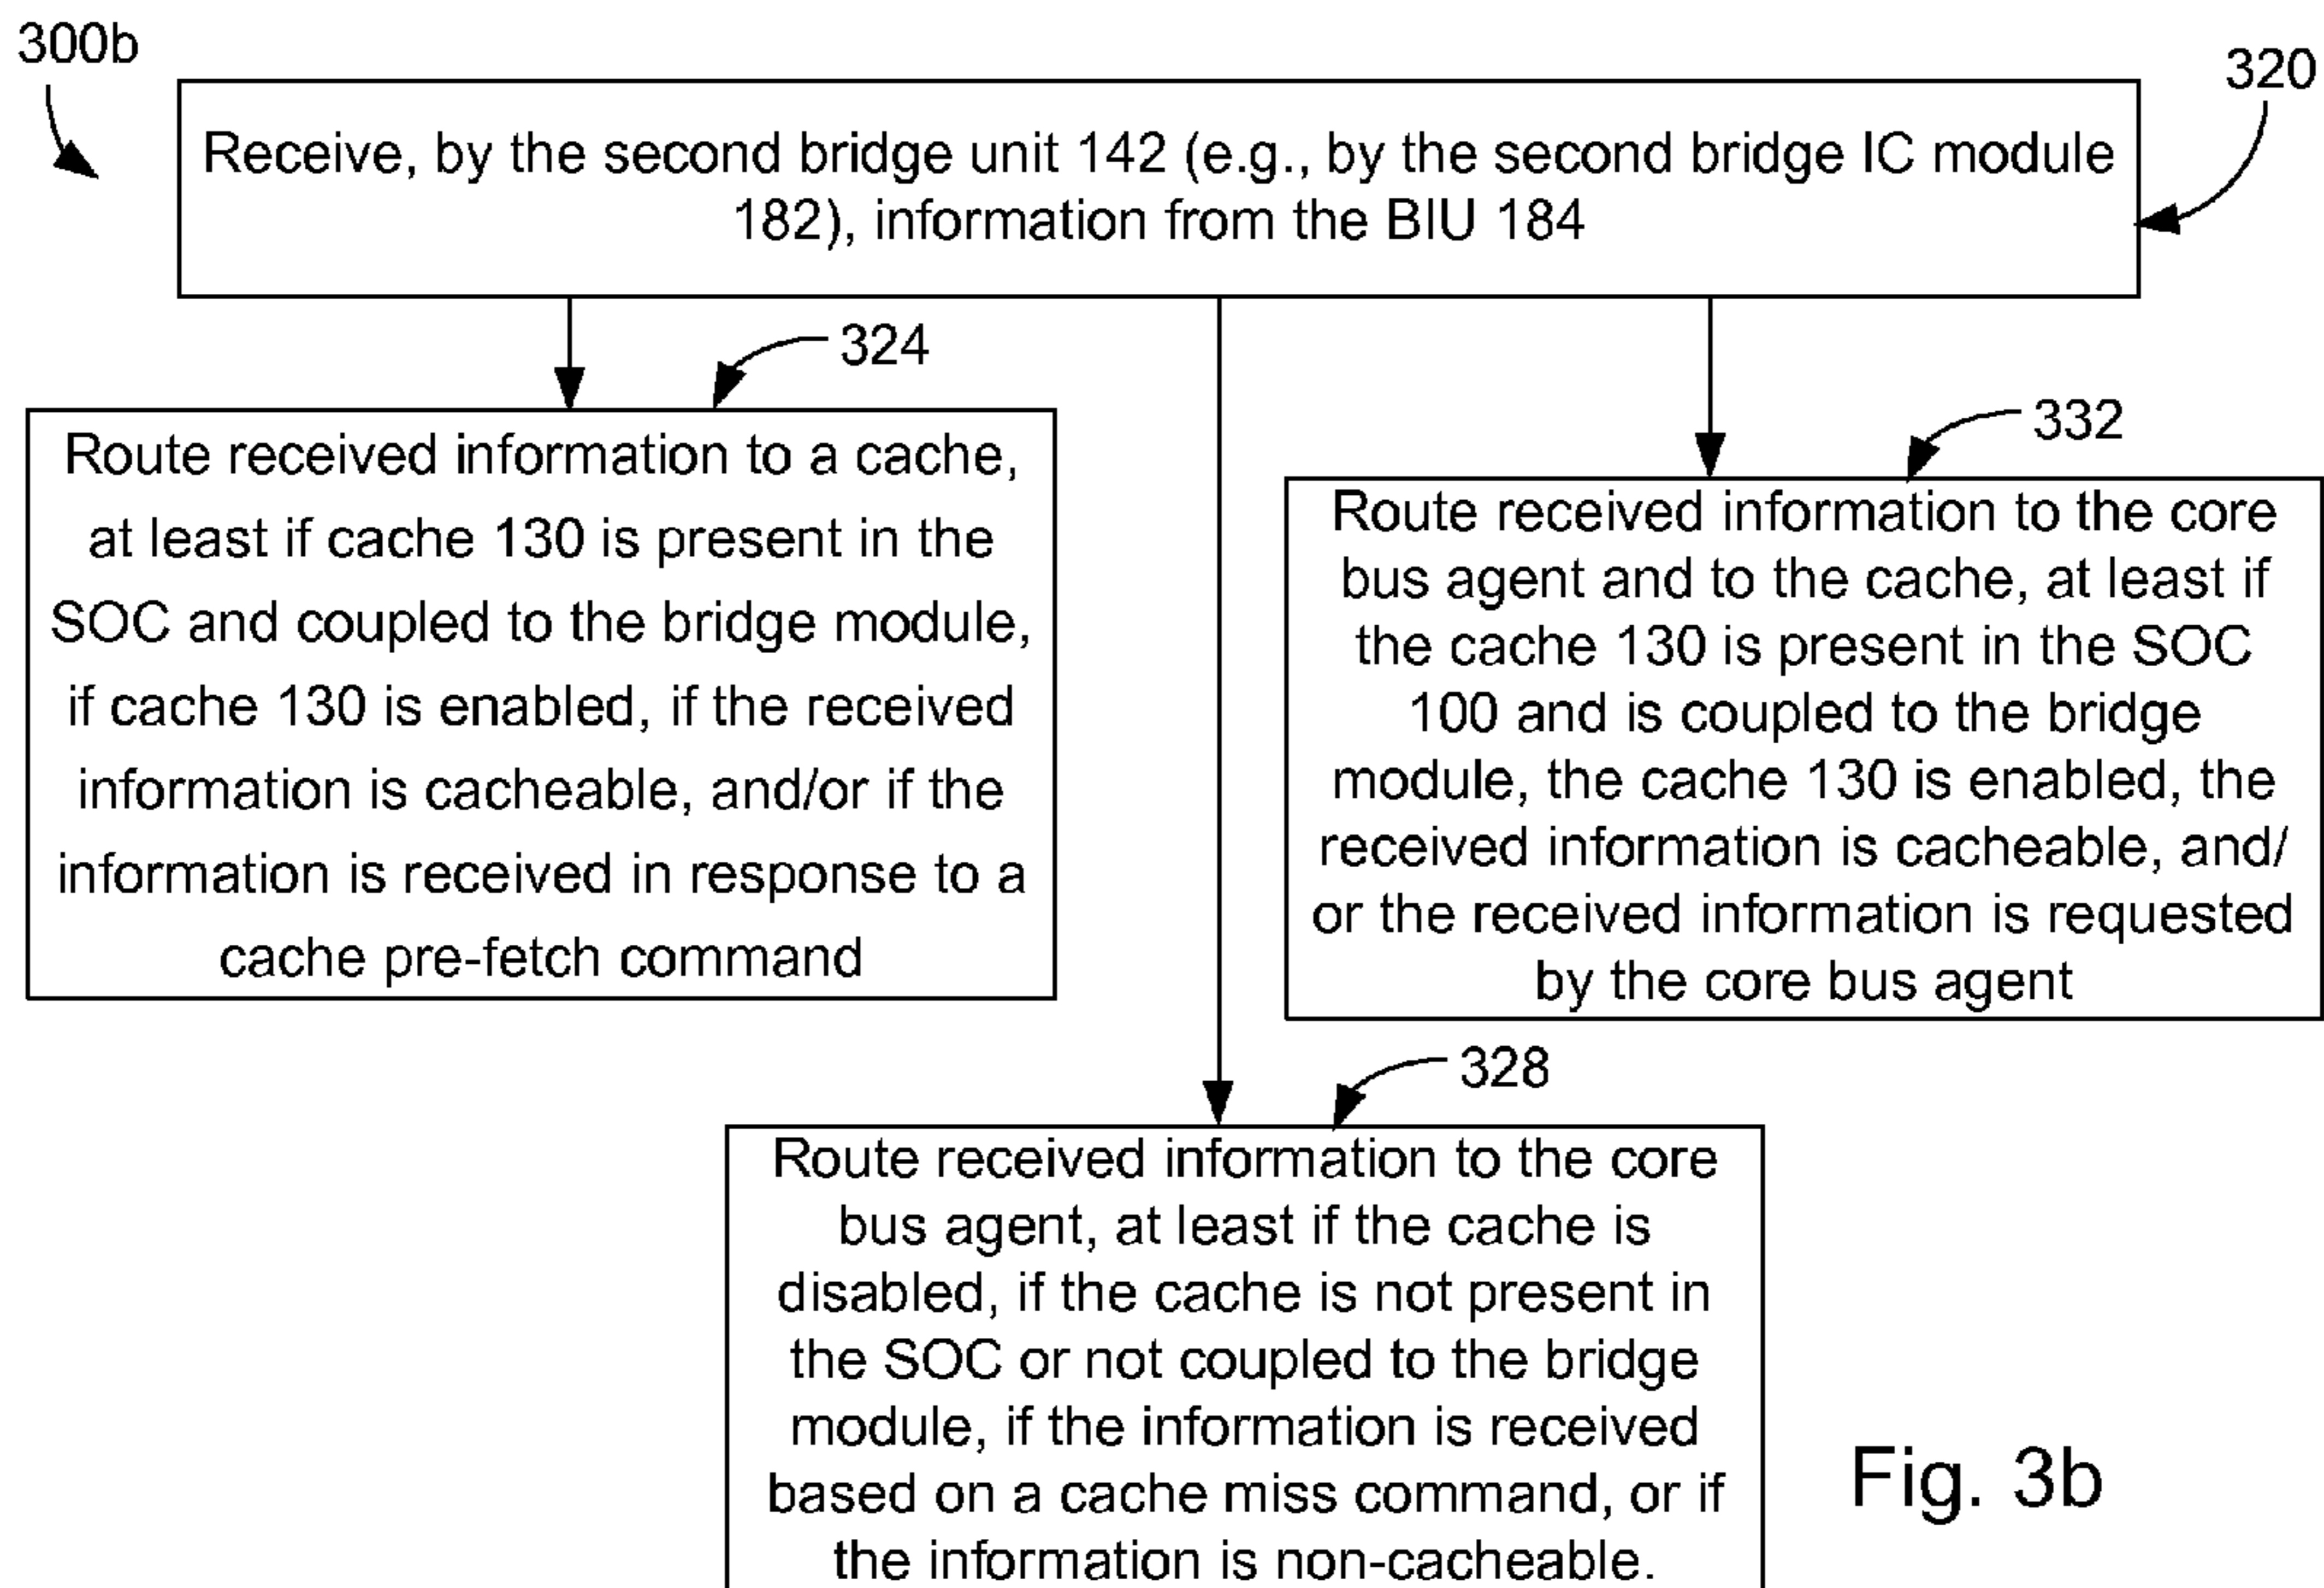 300b
320
Receive, by the second bridge unit 142 (e.g., by the second bridge IC module
182), information from the BIU 184
324
Route received information to a cache,
at least if cache 130 is present in the
SOC and coupled to the bridge module,
if cache 130 is enabled, if the received
information is cacheable, and/or if the
information is received in response to a
cache pre-fetch command
332
Route received information to the core
bus agent and to the cache, at least if
the cache 130 is present in the SOC
100 and is coupled to the bridge
module, the cache 130 is enabled, the
received information is cacheable, and/
or the received information is requested
by the core bus agent
328
Route received information to the core
bus agent, at least if the cache is
disabled, if the cache is not present in
the SOC or not coupled to the bridge
module, if the information is received
based on a cache miss command, or if
the information is non-cacheable.
Fig. 3b